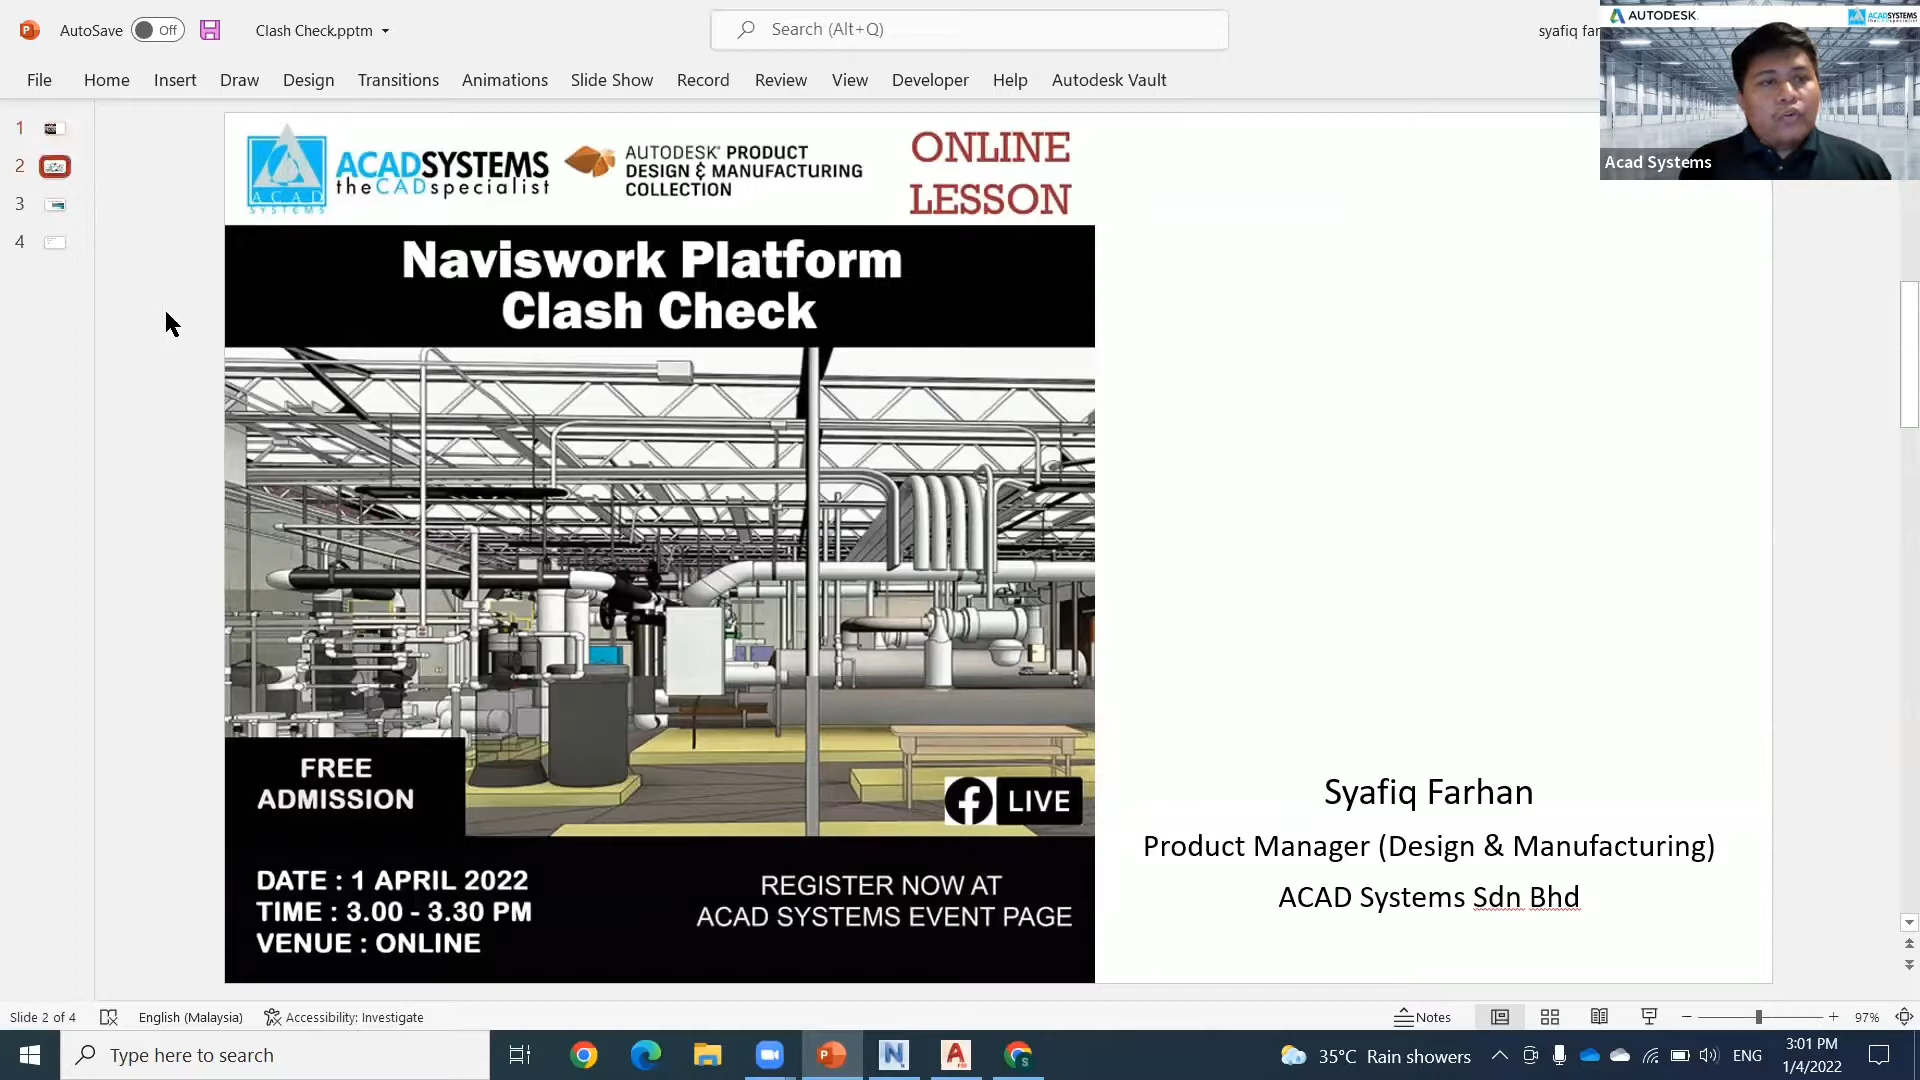 AutoSave Off Clash Check.pptm
Search (Alt+Q)
syafiq far
AUTODESK
ACADSYSTEMS
Acad Systems
File Home Insert Draw Design Transitions Animations Slide Show Record Review View Developer Help Autodesk Vault
1
2
3
4
ACAD
SYSTEMS
ACADSYSTEMS
theCADspecialist
AUTODESK® PRODUCT
DESIGN & MANUFACTURING
COLLECTION
ONLINE
LESSON
Naviswork Platform
Clash Check
FREE
ADMISSION
LIVE
DATE : 1 APRIL 2022
TIME : 3.00 - 3.30 PM
VENUE : ONLINE
REGISTER NOW AT
ACAD SYSTEMS EVENT PAGE
Syafiq Farhan
Product Manager (Design & Manufacturing)
ACAD Systems Sdn Bhd
Slide 2 of 4 English (Malaysia) Accessibility: Investigate Notes 97%
Type here to search
35°C Rain showers
ENG
3:01 PM
1/4/2022